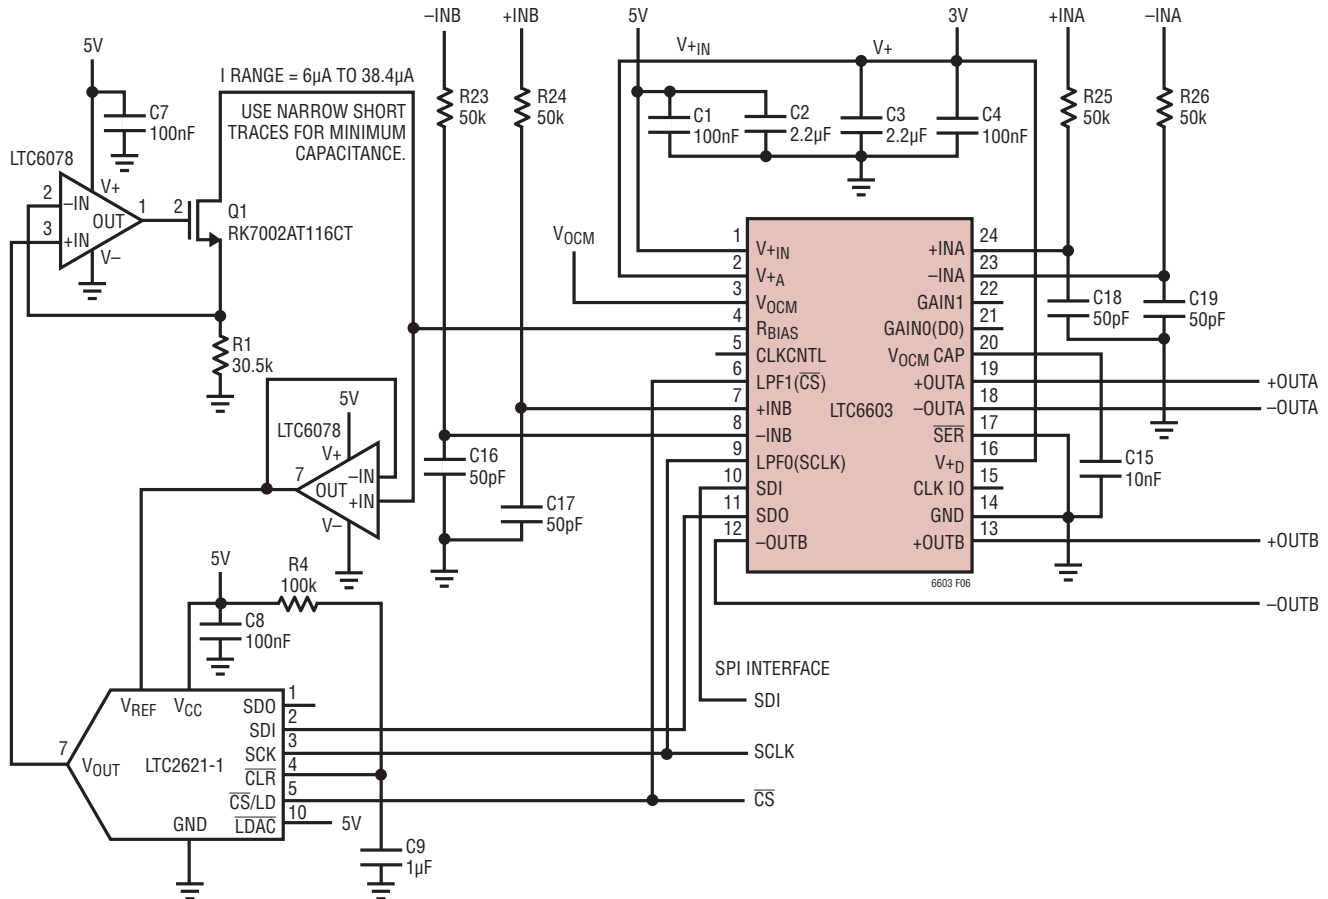 –INB
+INB
5V
3V
+INA
–INA
5V
V+IN
V+
I RANGE = 6µA TO 38.4µA
USE NARROW SHORT
TRACES FOR MINIMUM
CAPACITANCE.
C7
100nF
R23
50k
R24
50k
C1
100nF
C2
2.2µF
C3
2.2µF
C4
100nF
R25
50k
R26
50k
LTC6078
2
–IN
3
+IN
V+
OUT
V–
1
2
Q1
RK7002AT116CT
R1
30.5k
VOCM
1
V+IN
2
V+A
3
VOCM
4
RBIAS
5
CLKCNTL
6
LPF1(CS)
7
+INB
8
–INB
9
LPF0(SCLK)
10
SDI
11
SDO
12
–OUTB
LTC6603
+INA
24
–INA
23
GAIN1
22
GAIN0(D0)
21
VOCM CAP
20
+OUTA
19
–OUTA
18
SER
17
V+D
16
CLK IO
15
GND
14
+OUTB
13
6603 F06
C18
50pF
C19
50pF
+OUTA
–OUTA
C15
10nF
+OUTB
–OUTB
5V
LTC6078
V+
7
OUT
–IN
+IN
V–
C16
50pF
C17
50pF
5V
R4
100k
C8
100nF
SPI INTERFACE
SDI
SCLK
CS
VREF
VCC
SDO
1
SDI
2
SCK
3
CLR
4
CS/LD
5
LDAC
10
5V
7
VOUT
LTC2621-1
GND
C9
1µF